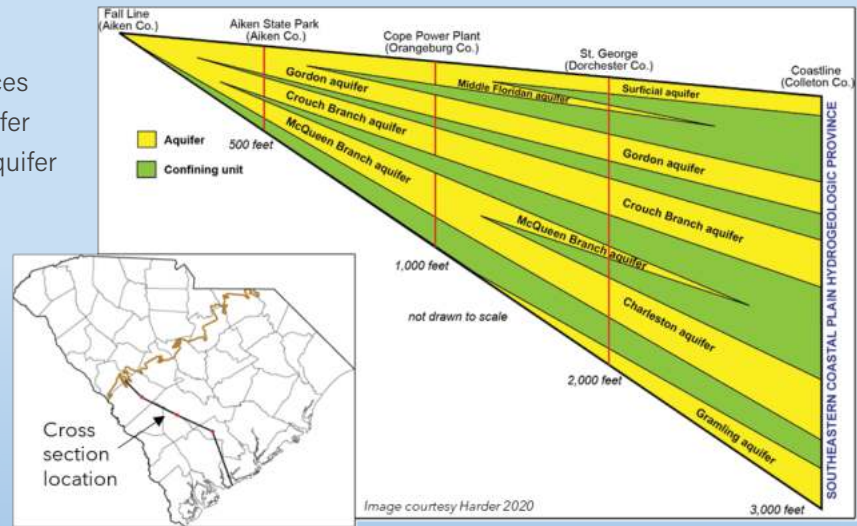 ces
fer
quifer
Fall Line
(Aiken Co.)
Aiken State Park
(Aiken Co.)
Cope Power Plant
(Orangeburg Co.)
St. George
(Dorchester Co.)
Coastline
(Colleton Co.)
Surficial aquifer
Middle Floridan aquifer
Gordon aquifer
Gordon aquifer
Crouch Branch aquifer
Crouch Branch aquifer
McQueen Branch aquifer
McQueen Branch aquifer
Charleston aquifer
Gramling aquifer
Aquifer
Confining unit
500 feet
1,000 feet
not drawn to scale
2,000 feet
3,000 feet
SOUTHEASTERN COASTAL PLAIN HYDROGEOLOGIC PROVINCE
Cross
section
location
Image courtesy Harder 2020